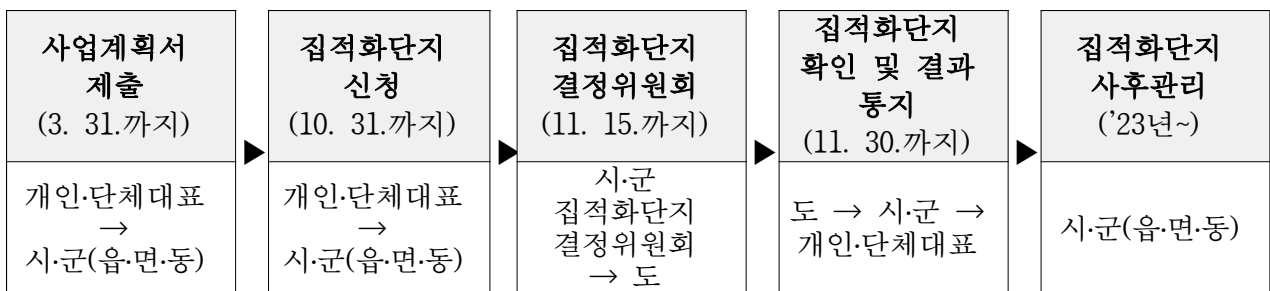 사업계획서
제출
(3. 31.까지)
개인·단체대표
→
시·군(읍·면·동)
▶
집적화단지
신청
(10. 31.까지)
개인·단체대표
→
시·군(읍·면·동)
▶
집적화단지
결정위원회
(11. 15.까지)
시·군
집적화단지
결정위원회
→ 도
▶
집적화단지
확인 및 결과
통지
(11. 30.까지)
도 → 시·군 →
개인·단체대표
▶
집적화단지
사후관리
(’23년~)
시·군(읍·면·동)